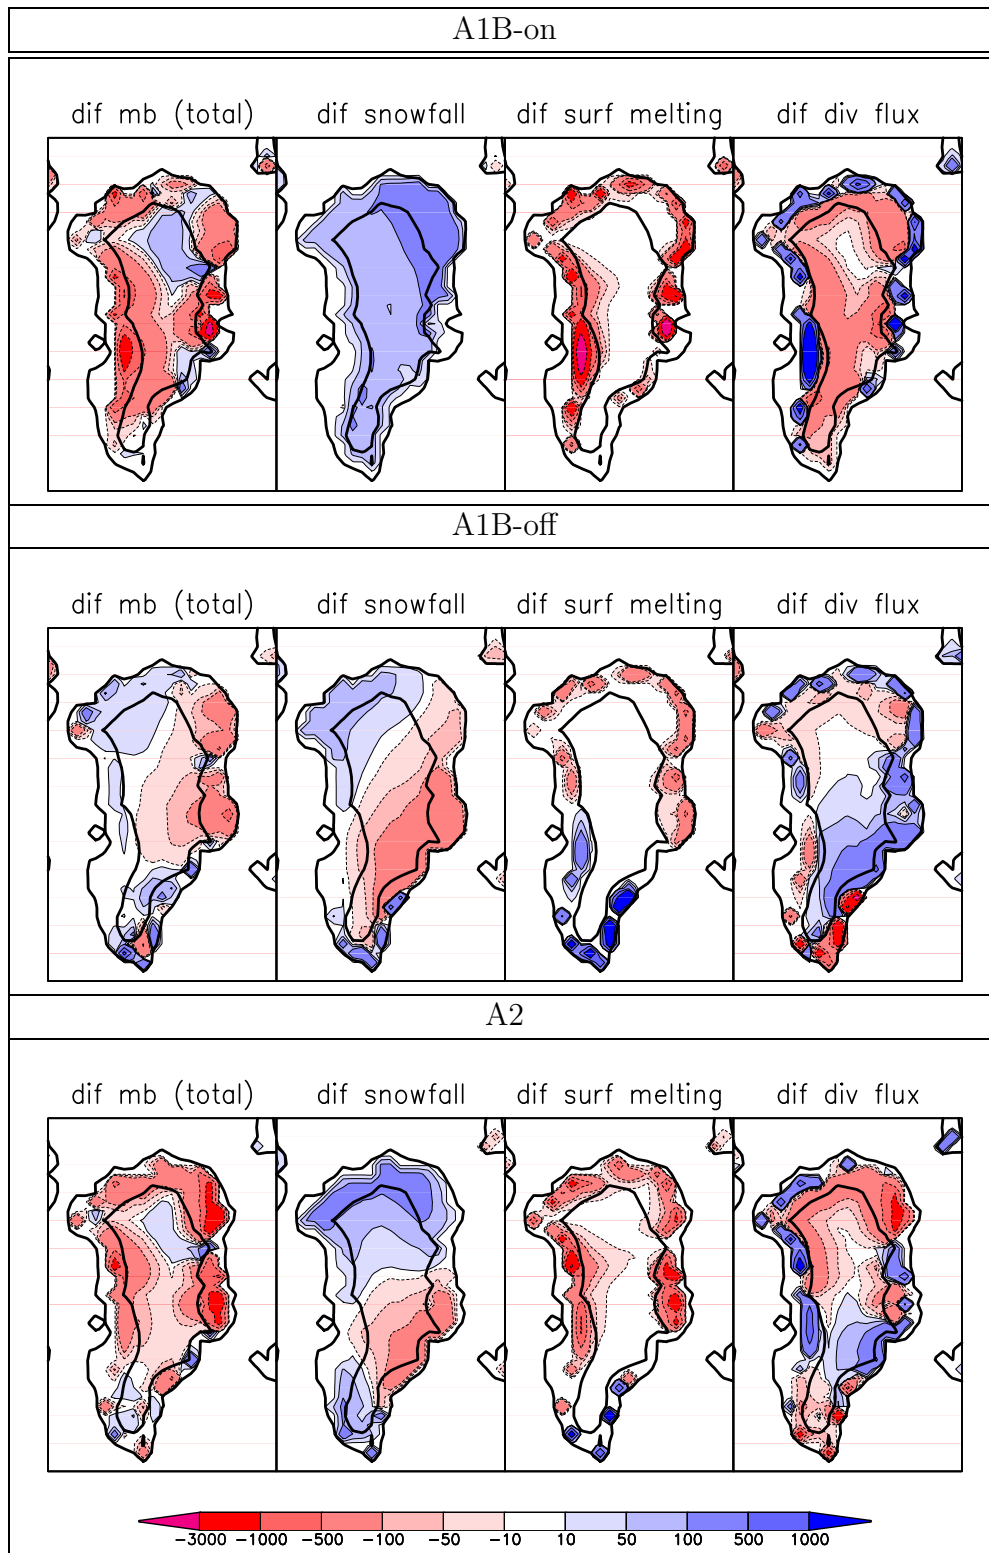 A1B-on
dif mb (total) dif snowfall dif surf melting dif div flux
A1B-off
dif mb (total) dif snowfall dif surf melting dif div flux
A2
dif mb (total) dif snowfall dif surf melting dif div flux
-3000 -1000 -500 -100 -50 -10 10 50 100 500 1000